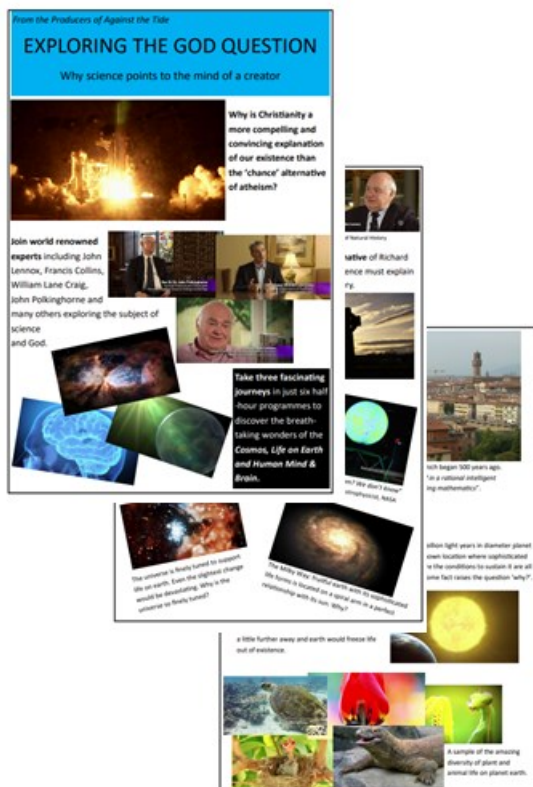 From the Producers of Against the Tide
EXPLORING THE GOD QUESTION
Why science points to the mind of a creator
Why is Christianity a
more compelling and
convincing explanation
of our existence than
the ‘chance’ alternative
of atheism?
Join world renowned
experts including John
Lennox, Francis Collins,
William Lane Craig,
John Polkinghorne and
many others exploring the subject of
science
and God.
Take three fascinating
journeys in just six half
-hour programmes to
discover the breath-
taking wonders of the
Cosmos, Life on Earth
and Human Mind &
Brain.
of Natural History
native of Richard
ence must explain
ry.
en? We don't know"
strophysicist, NASA
The universe is finely tuned to support
life on earth. Even the slightest change
would be devastating. Why is the
universe so finely tuned?
The Milky Way: fruitful earth with its sophisticated
life forms is located on a spiral arm in a perfect
relationship with its sun. Why?
hich began 500 years ago.
in a rational intelligent
ing mathematics".
illion light years in diameter planet
own location where sophisticated
re the conditions to sustain it are all
ome fact raises the question 'why?'.
a little further away and earth would freeze life
out of existence.
A sample of the amazing
diversity of plant and
animal life on planet earth.